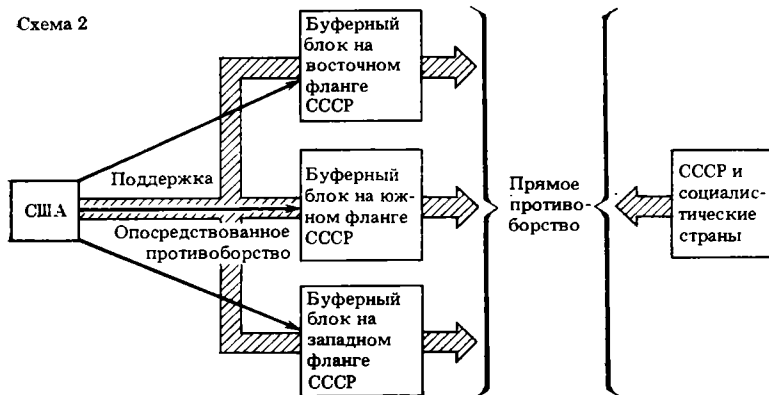 Схема 2
Буферный
блок на
восточном
фланге
СССР
США
Поддержка
Опосредствованное
противоборство
Буферный
блок на юж-
ном фланге
СССР
Буферный
блок на
западном
фланге
СССР
Прямое
противо-
борство
СССР и
социалис-
тические
страны